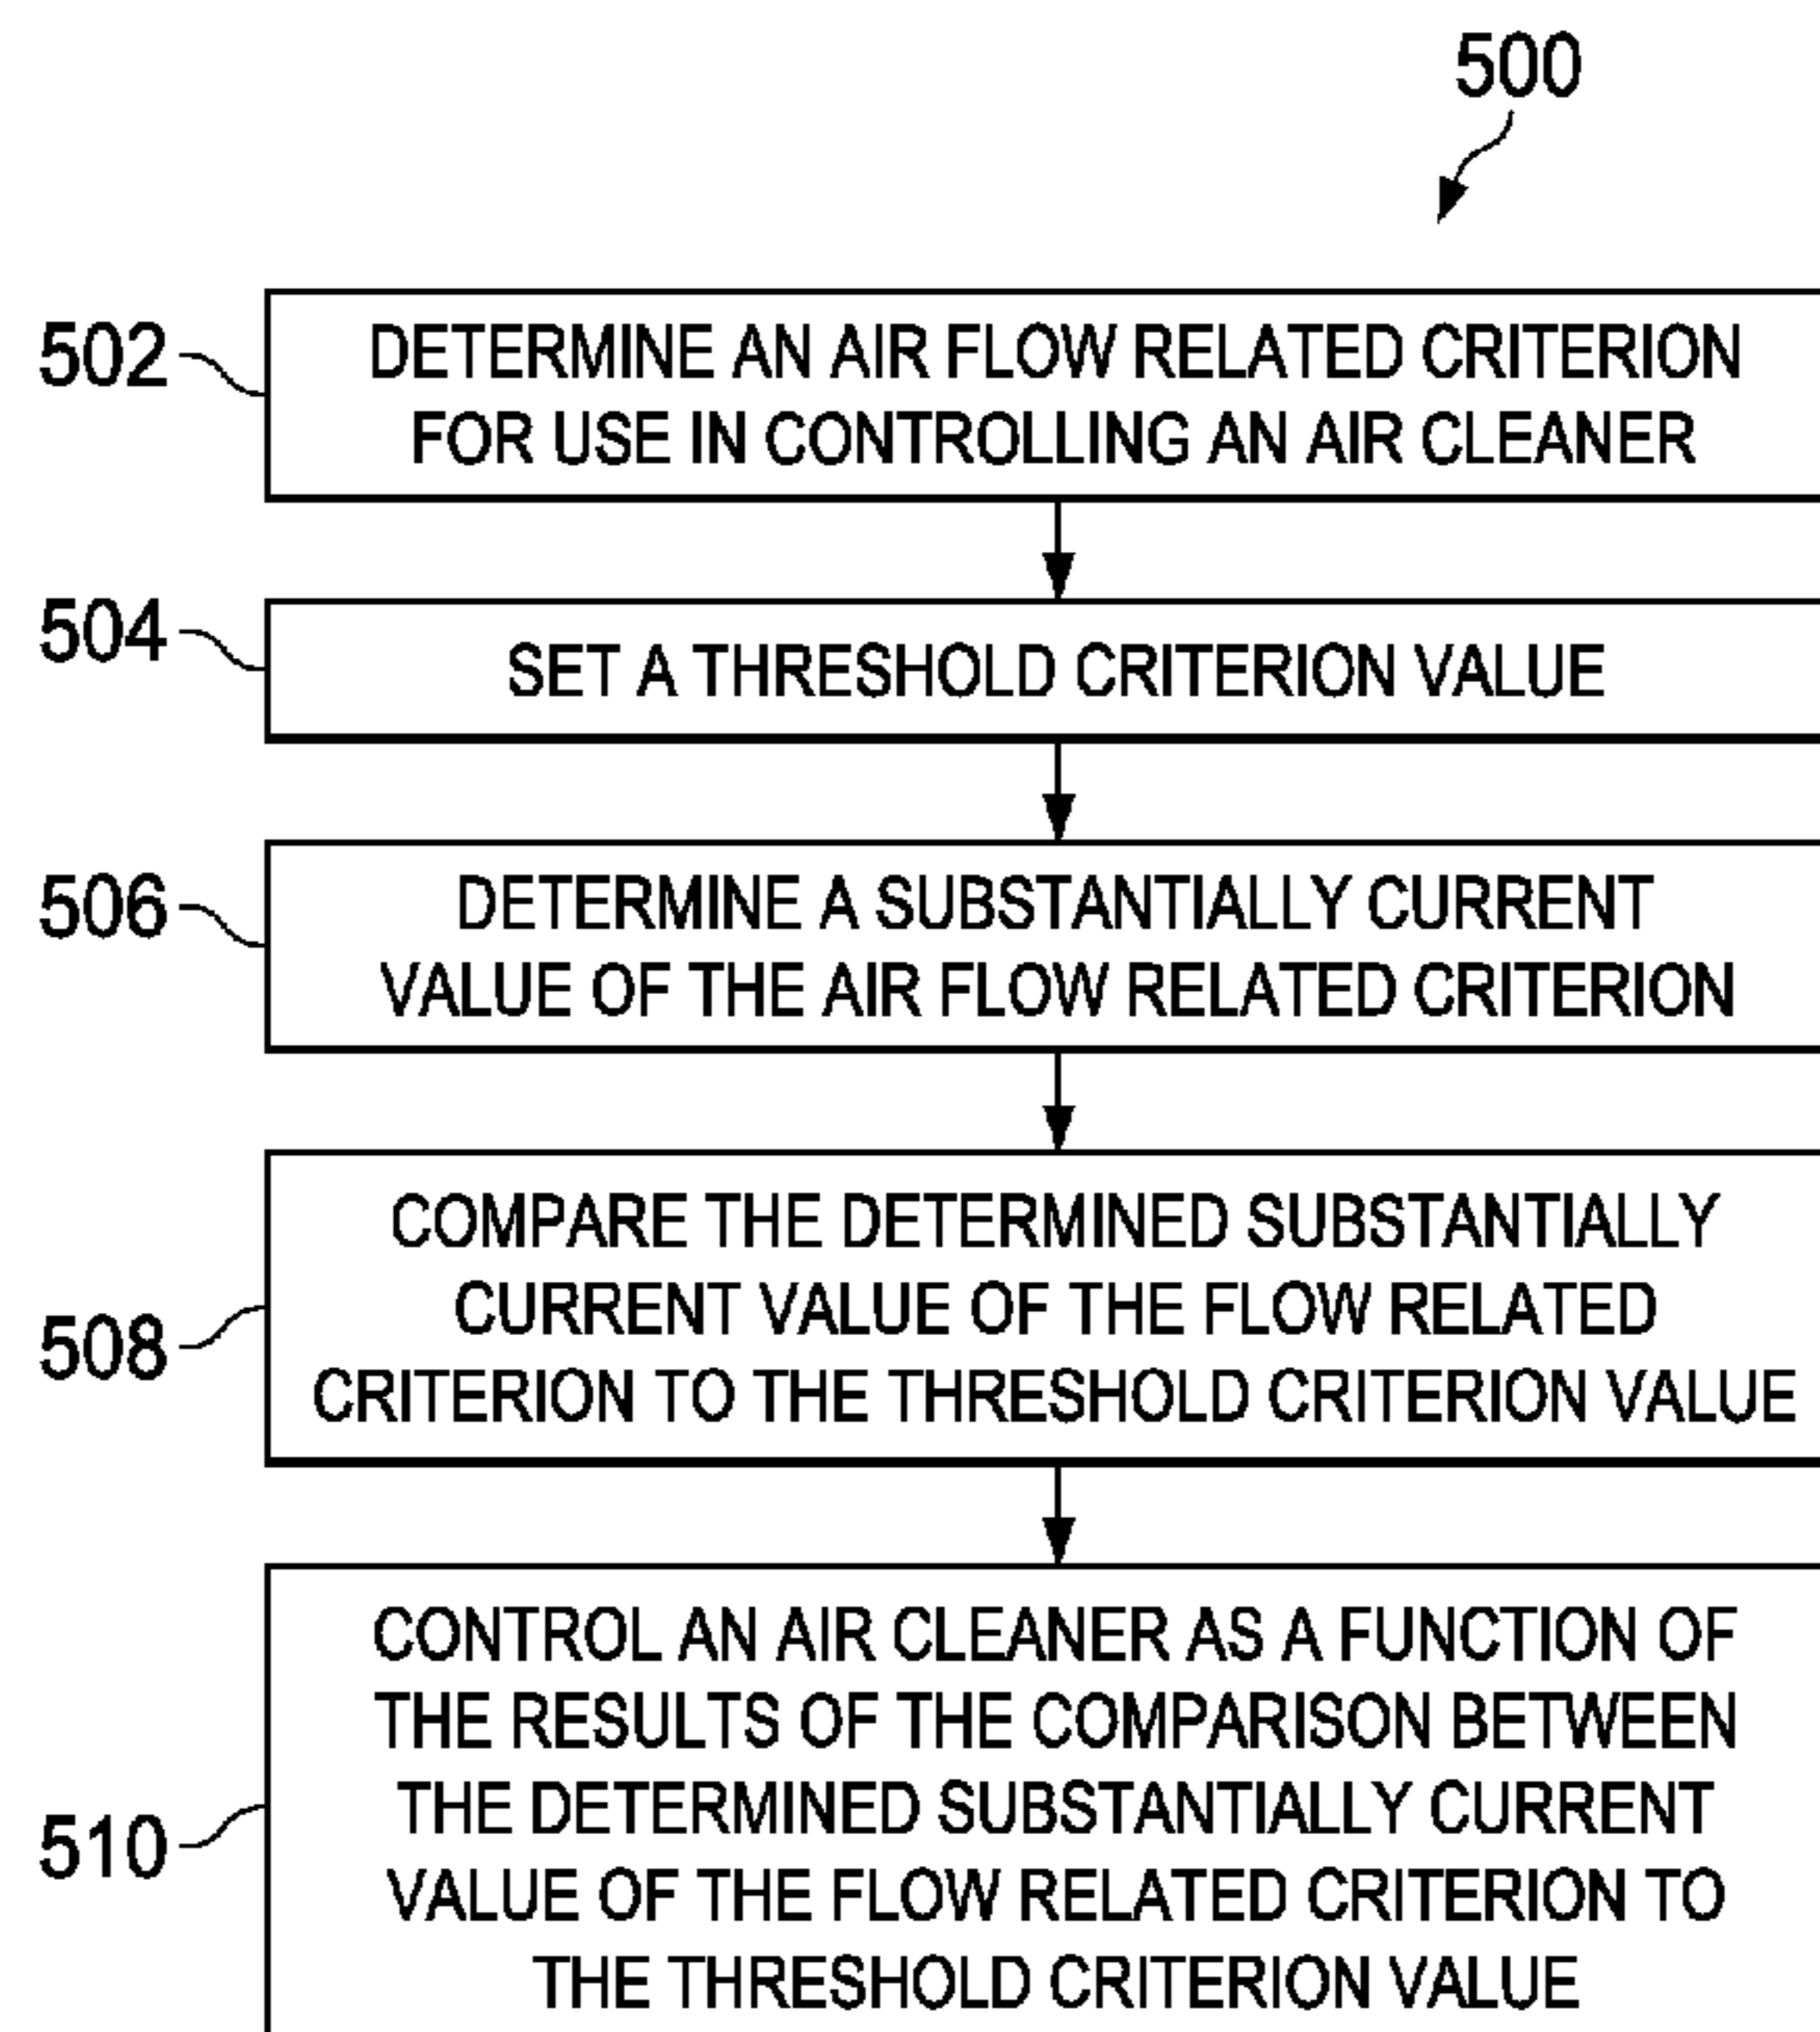 500
502
DETERMINE AN AIR FLOW RELATED CRITERION
FOR USE IN CONTROLLING AN AIR CLEANER
504
SET A THRESHOLD CRITERION VALUE
506
DETERMINE A SUBSTANTIALLY CURRENT
VALUE OF THE AIR FLOW RELATED CRITERION
508
COMPARE THE DETERMINED SUBSTANTIALLY
CURRENT VALUE OF THE FLOW RELATED
CRITERION TO THE THRESHOLD CRITERION VALUE
510
CONTROL AN AIR CLEANER AS A FUNCTION OF
THE RESULTS OF THE COMPARISON BETWEEN
THE DETERMINED SUBSTANTIALLY CURRENT
VALUE OF THE FLOW RELATED CRITERION TO
THE THRESHOLD CRITERION VALUE